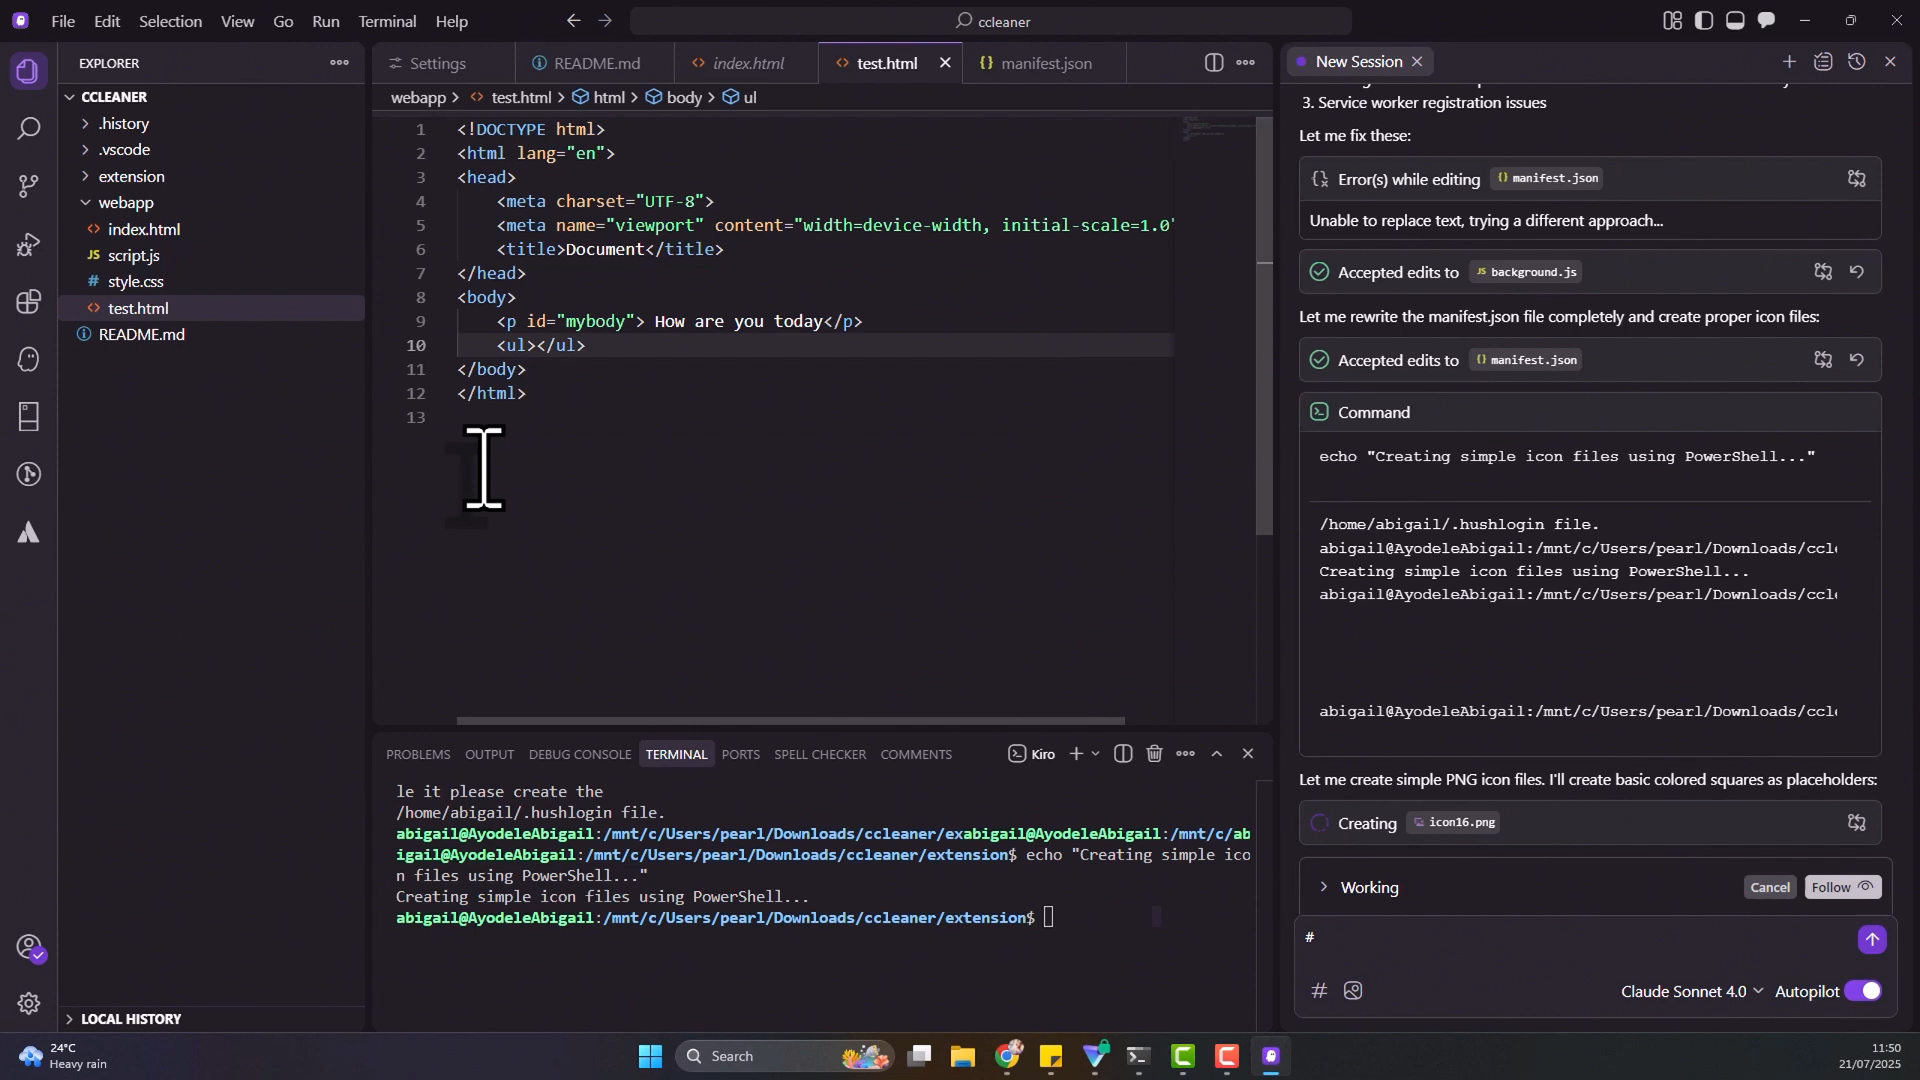 File Edit Selection View Go Run Terminal Help
ccleaner
EXPLORER
CCLEANER
.history
.vscode
extension
webapp
index.html
JS script.js
# style.css
test.html
README.md
LOCAL HISTORY
Settings
README.md
index.html
test.html
{} manifest.json
webapp > test.html > html > body > ul
1 <!DOCTYPE html>
2 <html lang="en">
3 <head>
4 <meta charset="UTF-8">
5 <meta name="viewport" content="width=device-width, initial-scale=1.0"
6 <title>Document</title>
7 </head>
8 <body>
9 <p id="mybody"> How are you today</p>
10 <ul></ul>
11 </body>
12 </html>
13
PROBLEMS OUTPUT DEBUG CONSOLE TERMINAL PORTS SPELL CHECKER COMMENTS
Kiro
le it please create the
/home/abigail/.hushlogin file.
abigail@AyodeleAbigail:/mnt/c/Users/pearl/Downloads/ccleaner/exabigail@AyodeleAbigail:/mnt/c/ab
igail@AyodeleAbigail:/mnt/c/Users/pearl/Downloads/ccleaner/extension$ echo "Creating simple ico
n files using PowerShell..."
Creating simple icon files using PowerShell...
abigail@AyodeleAbigail:/mnt/c/Users/pearl/Downloads/ccleaner/extension$
New Session
3. Service worker registration issues
Let me fix these:
Error(s) while editing {} manifest.json
Unable to replace text, trying a different approach...
Accepted edits to JS background.js
Let me rewrite the manifest.json file completely and create proper icon files:
Accepted edits to {} manifest.json
Command
echo "Creating simple icon files using PowerShell..."
/home/abigail/.hushlogin file.
abigail@AyodeleAbigail:/mnt/c/Users/pearl/Downloads/ccle
Creating simple icon files using PowerShell...
abigail@AyodeleAbigail:/mnt/c/Users/pearl/Downloads/ccle
abigail@AyodeleAbigail:/mnt/c/Users/pearl/Downloads/ccle
Let me create simple PNG icon files. I'll create basic colored squares as placeholders:
Creating icon16.png
Working
Cancel
Follow
#
Claude Sonnet 4.0
Autopilot
24°C
Heavy rain
Search
11:50
21/07/2025